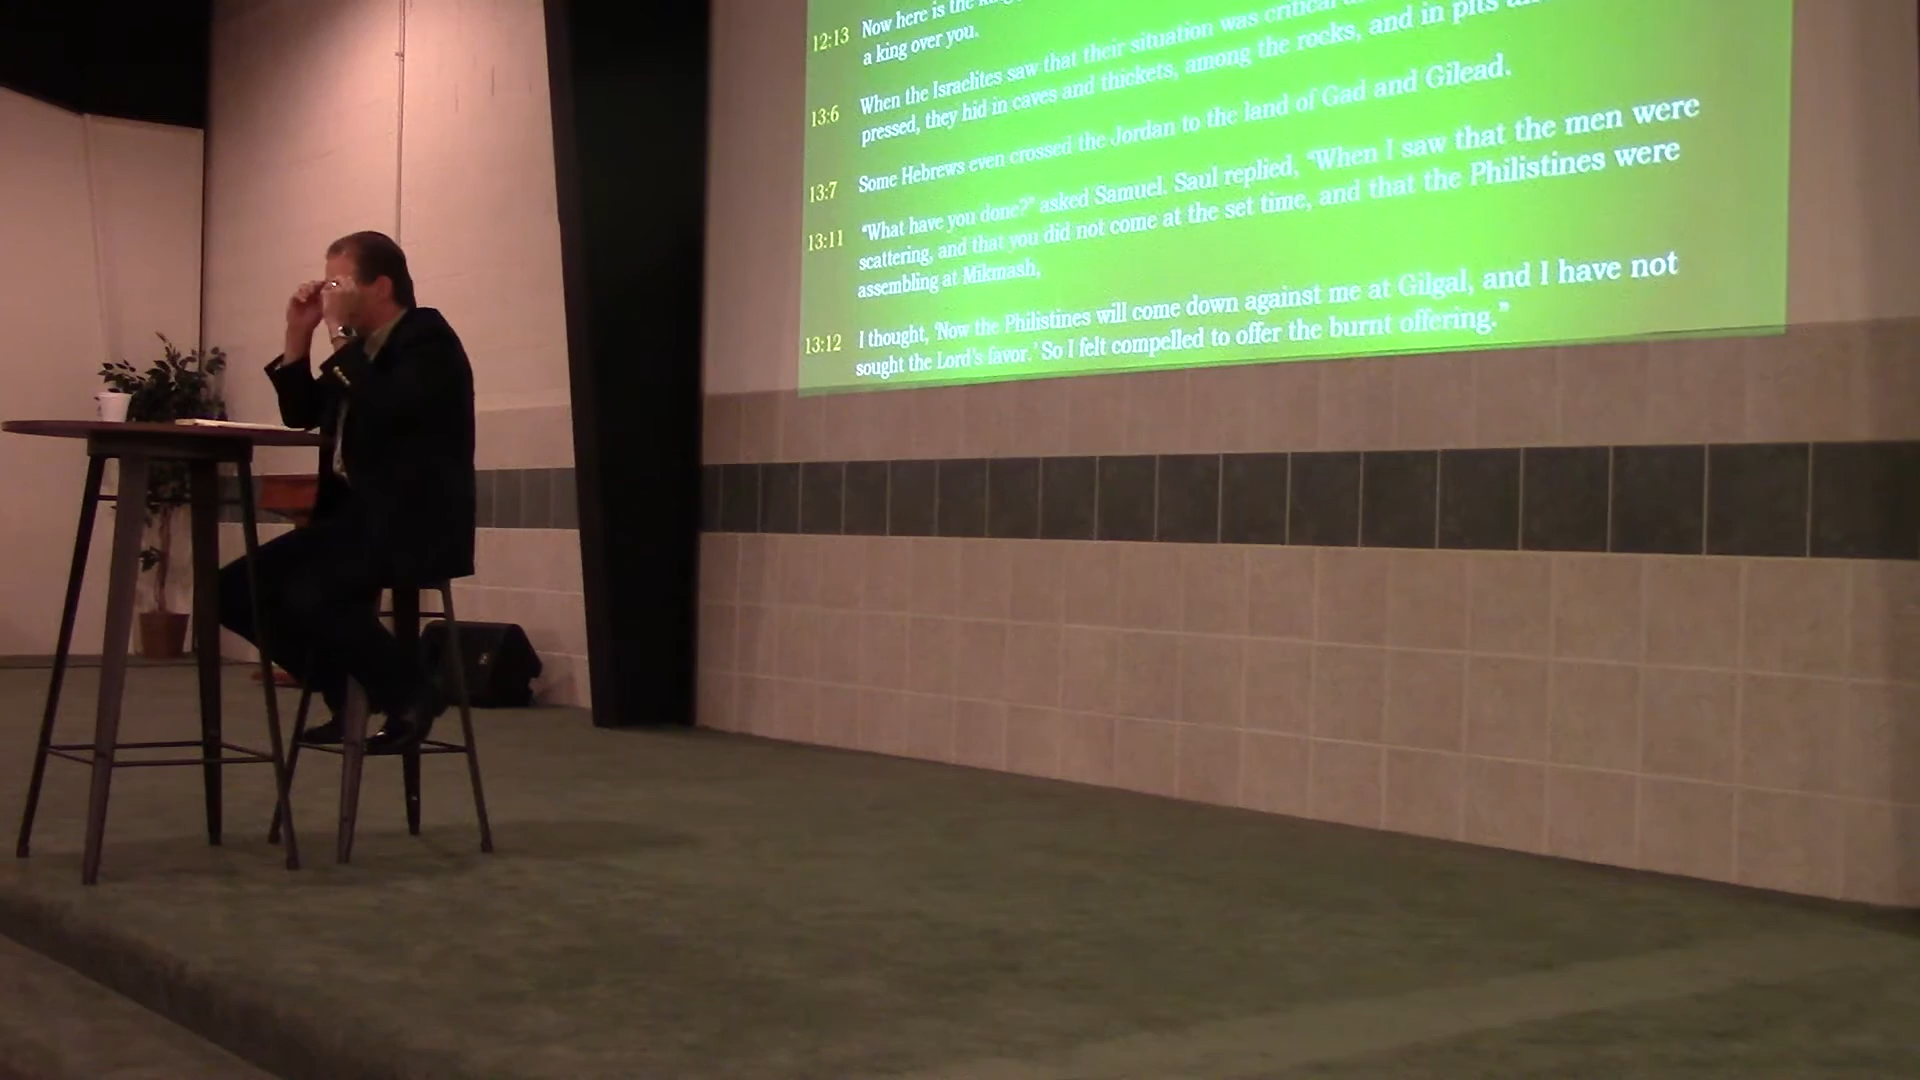 12:13 Now here is the king
a king over you.
13:6 When the Israelites saw that their situation was critical
pressed, they hid in caves and thickets, among the rocks, and in pits
13:7 Some Hebrews even crossed the Jordan to the land of Gad and Gilead.
13:11 “What have you done?” asked Samuel. Saul replied, “When I saw that the men were
scattering, and that you did not come at the set time, and that the Philistines were
assembling at Mikmash,
13:12 I thought, ‘Now the Philistines will come down against me at Gilgal, and I have not
sought the Lord’s favor.’ So I felt compelled to offer the burnt offering.”